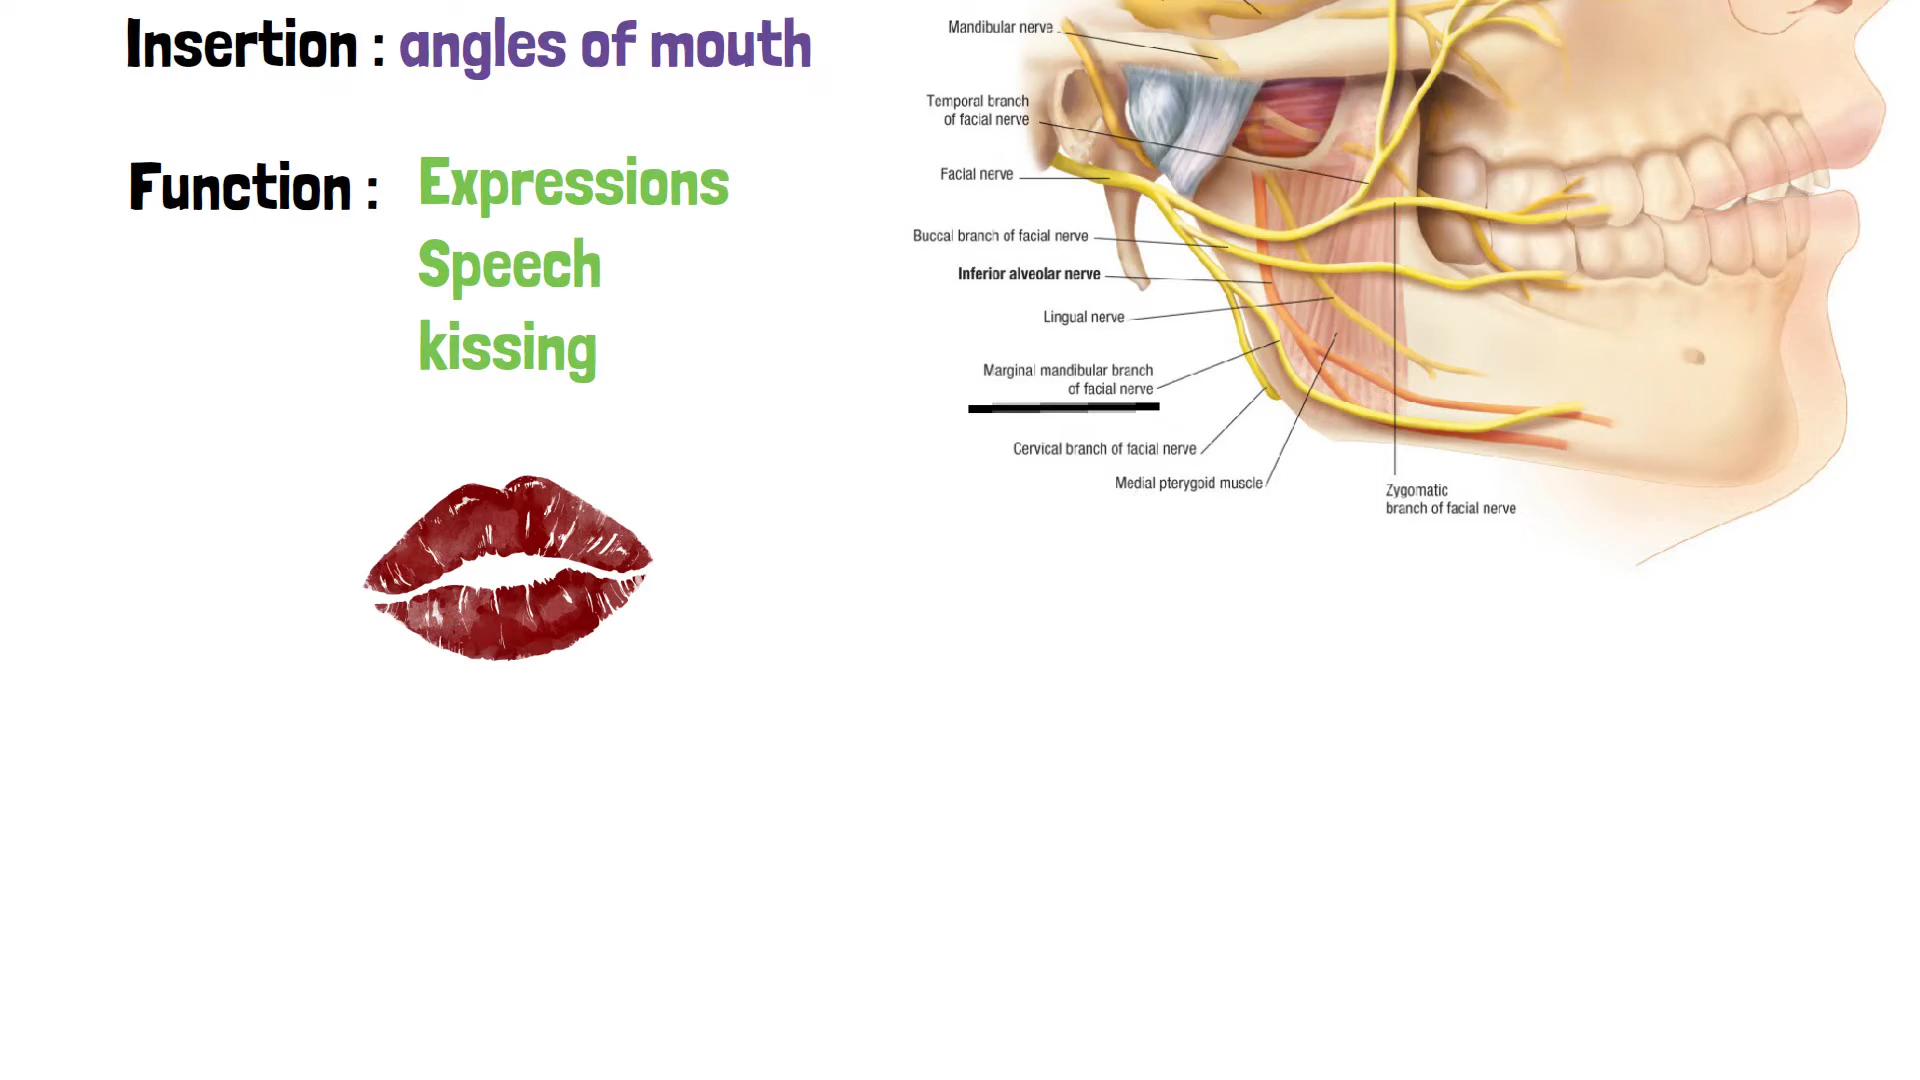 Insertion : angles of mouth
Function : Expressions
Speech
kissing
Mandibular nerve
Temporal branch
of facial nerve
Facial nerve
Buccal branch of facial nerve
Inferior alveolar nerve
Lingual nerve
Marginal mandibular branch
of facial nerve
Cervical branch of facial nerve
Medial pterygoid muscle
Zygomatic
branch of facial nerve